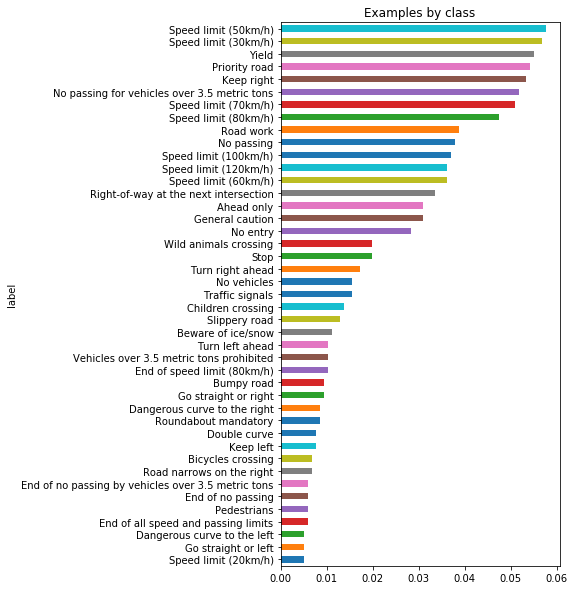 Examples by class
Speed limit (50km/h)
Speed limit (30km/h)
Yield
Priority road
Keep right
No passing for vehicles over 3.5 metric tons
Speed limit (70km/h)
Speed limit (80km/h)
Road work
No passing
Speed limit (100km/h)
Speed limit (120km/h)
Speed limit (60km/h)
Right-of-way at the next intersection
Ahead only
General caution
No entry
Wild animals crossing
Stop
Turn right ahead
No vehicles
Traffic signals
Children crossing
Slippery road
Beware of ice/snow
Turn left ahead
Vehicles over 3.5 metric tons prohibited
End of speed limit (80km/h)
Bumpy road
Go straight or right
Dangerous curve to the right
Roundabout mandatory
Double curve
Keep left
Bicycles crossing
Road narrows on the right
End of no passing by vehicles over 3.5 metric tons
End of no passing
Pedestrians
End of all speed and passing limits
Dangerous curve to the left
Go straight or left
Speed limit (20km/h)
label
0.00 0.01 0.02 0.03 0.04 0.05 0.06